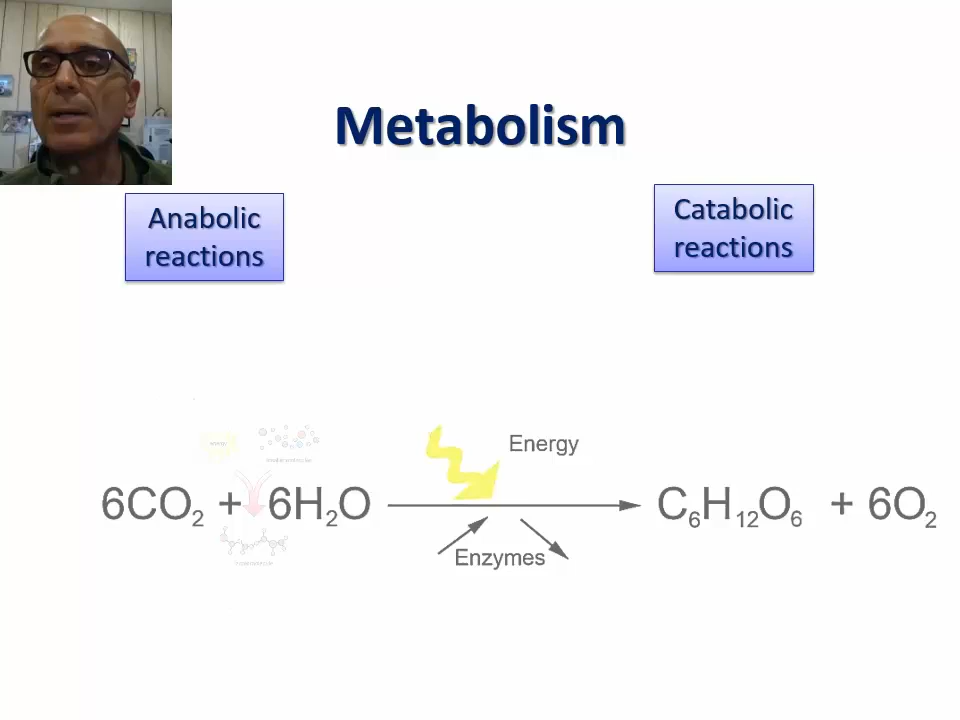 Metabolism
Anabolic
reactions
Catabolic
reactions
Energy
6CO₂ + 6H₂O
C₆H₁₂O₆ + 6O₂
Enzymes